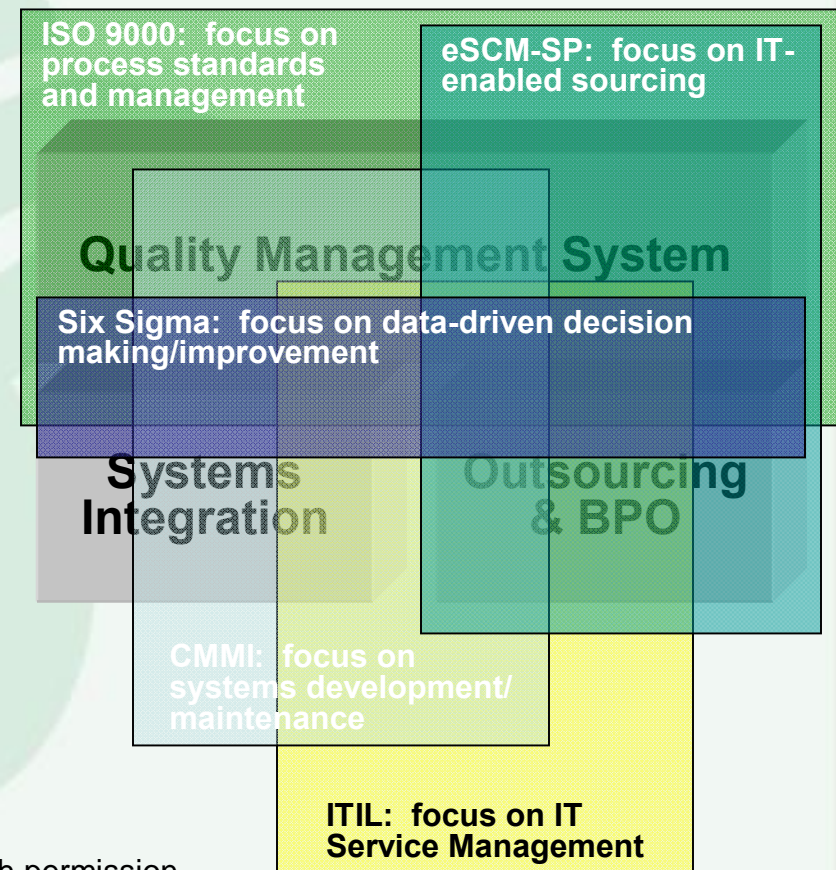 ISO 9000: focus on
process standards
and management
eSCM-SP: focus on IT-
enabled sourcing
Quality Management System
Six Sigma: focus on data-driven decision
making/improvement
Systems
Integration
Outsourcing
& BPO
CMMI: focus on
systems development/
maintenance
ITIL: focus on IT
Service Management
permission